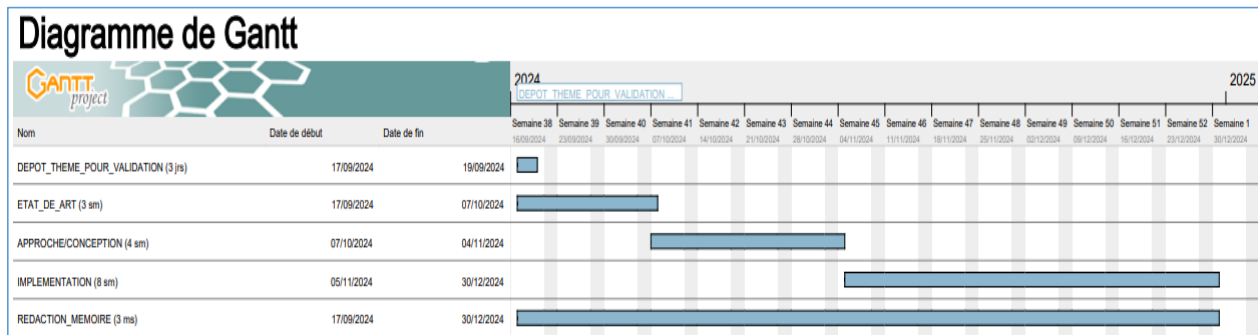 Diagramme de Gantt
GANTT
project
2024
2025
DEPOT_THEME_POUR_VALIDATION ...
Nom Date de début Date de fin
Semaine 38 Semaine 39 Semaine 40 Semaine 41 Semaine 42 Semaine 43 Semaine 44 Semaine 45 Semaine 46 Semaine 47 Semaine 48 Semaine 49 Semaine 50 Semaine 51 Semaine 52 Semaine 1
16/09/2024 23/09/2024 30/09/2024 07/10/2024 14/10/2024 21/10/2024 28/10/2024 04/11/2024 11/11/2024 18/11/2024 25/11/2024 02/12/2024 09/12/2024 16/12/2024 23/12/2024 30/12/2024
DEPOT_THEME_POUR_VALIDATION (3 jrs) 17/09/2024 19/09/2024
ETAT_DE_ART (3 sm) 17/09/2024 07/10/2024
APPROCHE/CONCEPTION (4 sm) 07/10/2024 04/11/2024
IMPLEMENTATION (8 sm) 05/11/2024 30/12/2024
REDACTION_MEMOIRE (3 ms) 17/09/2024 30/12/2024